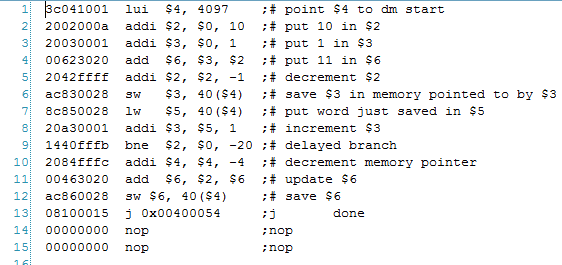 1 3c041001 lui $4, 4097 ;# point $4 to dm start
2 2002000a addi $2, $0, 10 ;# put 10 in $2
3 20030001 addi $3, $0, 1 ;# put 1 in $3
4 00623020 add $6, $3, $2 ;# put 11 in $6
5 2042ffff addi $2, $2, -1 ;# decrement $2
6 ac830028 sw $3, 40($4) ;# save $3 in memory pointed to by $3
7 8c850028 lw $5, 40($4) ;# put word just saved in $5
8 20a30001 addi $3, $5, 1 ;# increment $3
9 1440fffb bne $2, $0, -20 ;# delayed branch
10 2084fffc addi $4, $4, -4 ;# decrement memory pointer
11 00463020 add $6, $2, $6 ;# update $6
12 ac860028 sw $6, 40($4) ;# save $6
13 08100015 j 0x00400054 ;j done
14 00000000 nop ;nop
15 00000000 nop ;nop